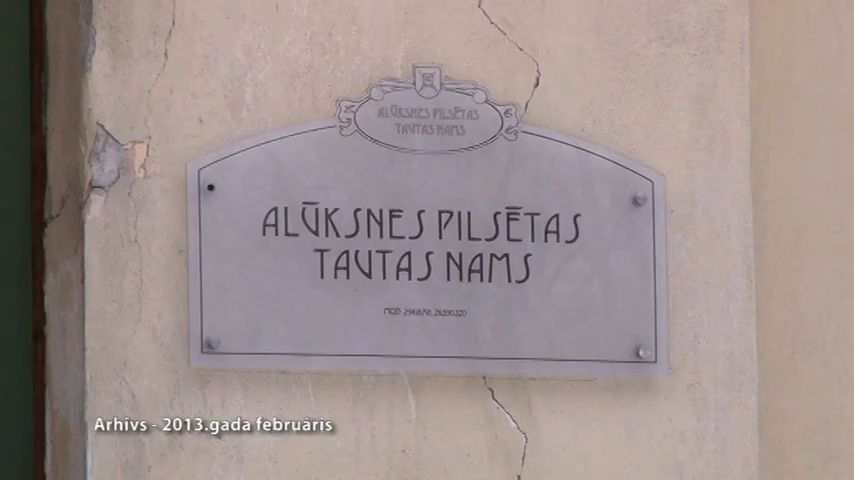 ALŪKSNES PILSĒTAS
TAUTAS NAMS
ALŪKSNES PILSĒTAS
TAUTAS NAMS
Arhīvs - 2013.gada februāris